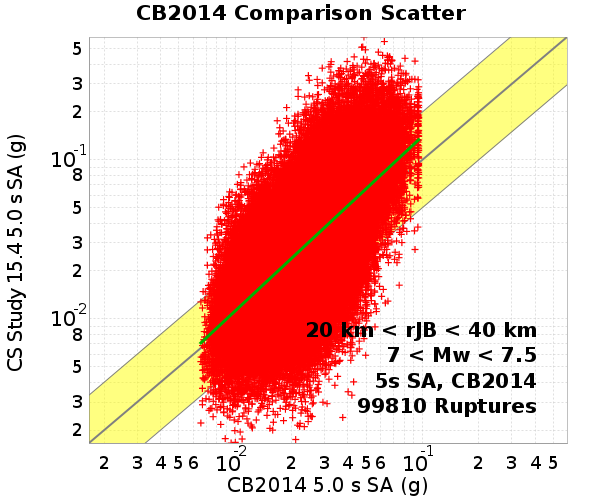 CB2014 Comparison Scatter
CS Study 15.4 5.0 s SA (g)
5
3
2
10-1
8
5
3
2
10-2
8
5
3
2
20 km < rJB < 40 km
7 < Mw < 7.5
5s SA, CB2014
99810 Ruptures
2 3 4 5 6 10-2 2 3 4 5 6 10-1 2 3 4 5
CB2014 5.0 s SA (g)